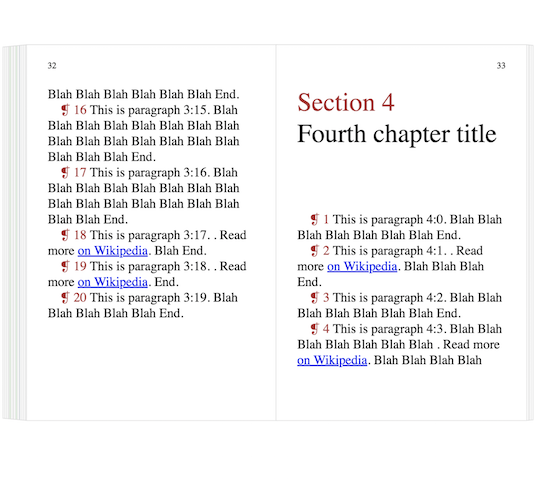 32
Blah Blah Blah Blah Blah Blah End.
¶ 16 This is paragraph 3:15. Blah
Blah Blah Blah Blah Blah Blah Blah
Blah Blah Blah Blah Blah Blah Blah
Blah Blah Blah End.
¶ 17 This is paragraph 3:16. Blah
Blah Blah Blah Blah Blah Blah Blah
Blah Blah Blah Blah Blah Blah Blah
Blah Blah End.
¶ 18 This is paragraph 3:17. . Read
more on Wikipedia. Blah End.
¶ 19 This is paragraph 3:18. . Read
more on Wikipedia. End.
¶ 20 This is paragraph 3:19. Blah
Blah Blah Blah Blah End.
33
Section 4
Fourth chapter title
¶ 1 This is paragraph 4:0. Blah Blah
Blah Blah Blah Blah Blah End.
¶ 2 This is paragraph 4:1. . Read
more on Wikipedia. Blah Blah Blah
End.
¶ 3 This is paragraph 4:2. Blah Blah
Blah Blah Blah Blah Blah End.
¶ 4 This is paragraph 4:3. Blah Blah
Blah Blah Blah Blah Blah . Read more
on Wikipedia. Blah Blah Blah Blah